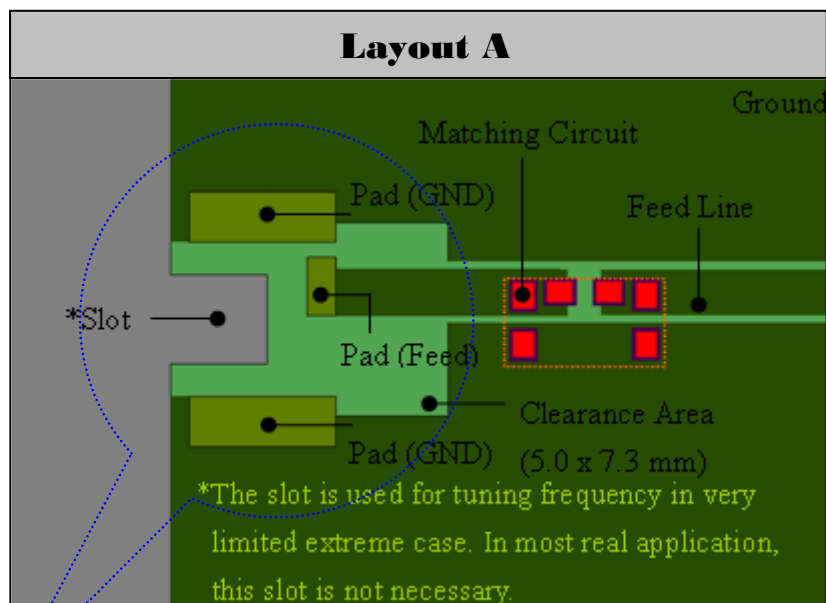 Layout A
Ground
Matching Circuit
Pad (GND)
Feed Line
*Slot
Pad (Feed)
Clearance Area
Pad (GND)
(5.0 x 7.3 mm)
*The slot is used for tuning frequency in very
limited extreme case. In most real application,
this slot is not necessary.